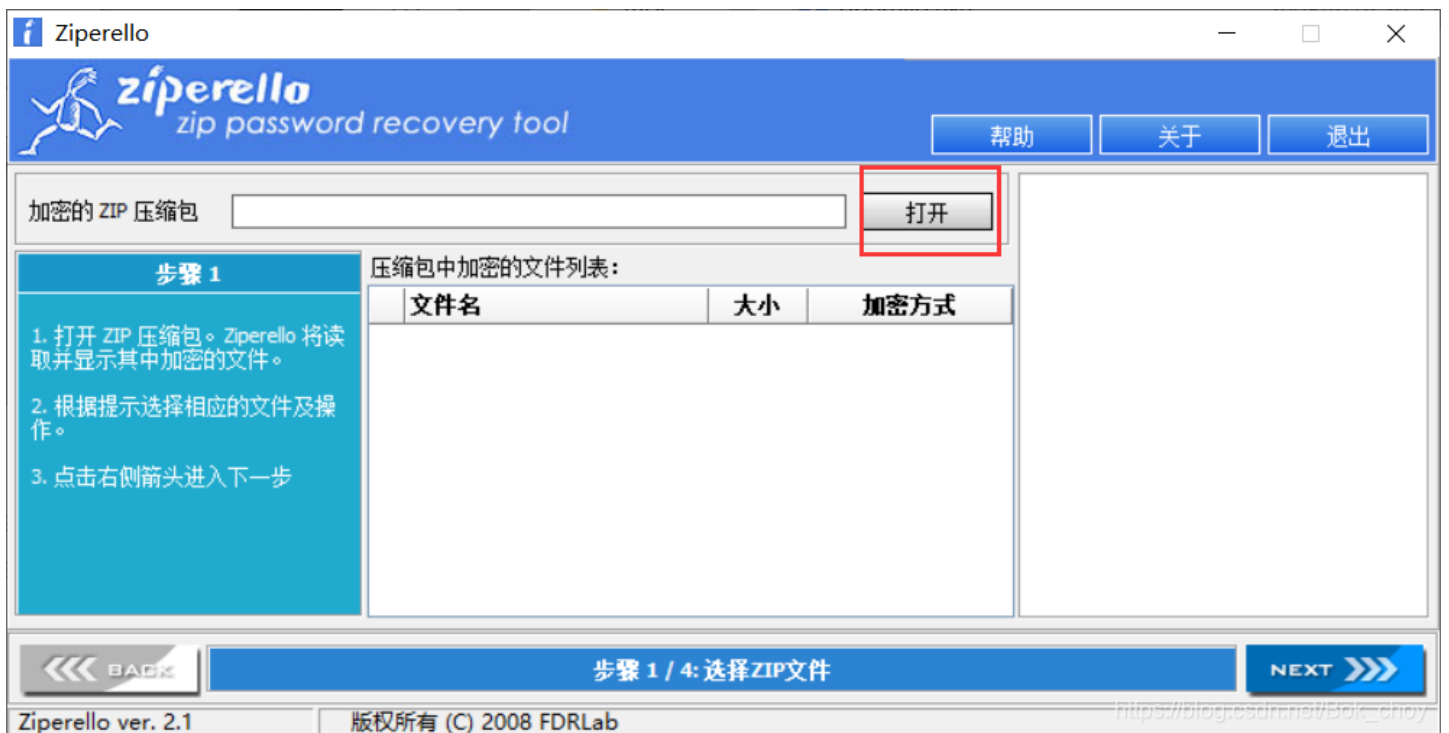 Ziperello
ziperello
zip password recovery tool
帮助 关于 退出
加密的 ZIP 压缩包 打开
步骤 1
1. 打开 ZIP 压缩包。Ziperello 将读
取并显示其中加密的文件。
2. 根据提示选择相应的文件及操
作。
3. 点击右侧箭头进入下一步
压缩包中加密的文件列表：
文件名 大小 加密方式
BACK 步骤 1 / 4: 选择ZIP文件 NEXT
Ziperello ver. 2.1 版权所有 (C) 2008 FDRLab
https://blog.csdn.net/Bok_choy